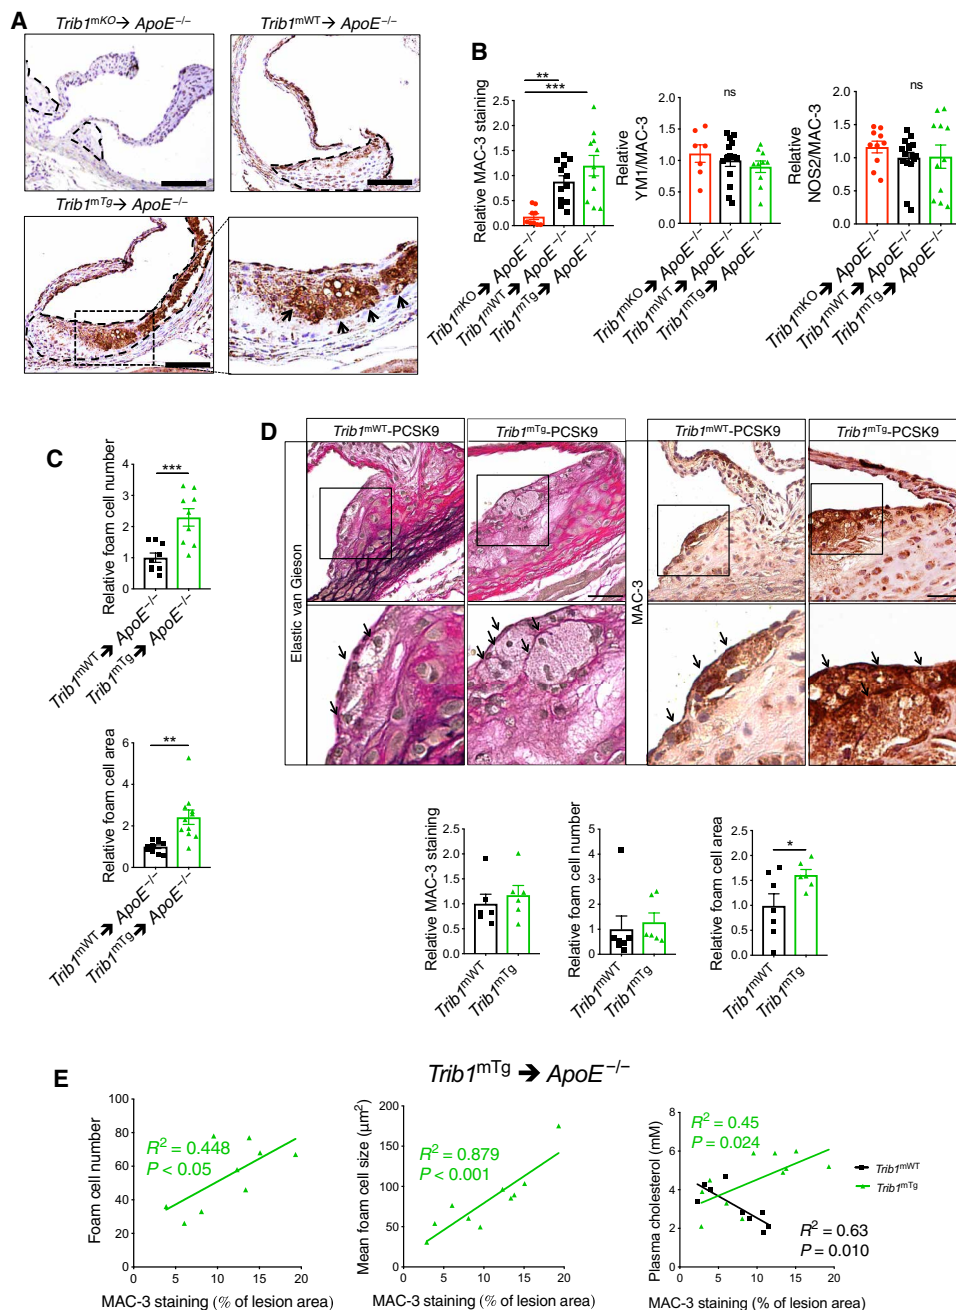 A
Trib1mKO➔ ApoE−/−
Trib1mWT➔ ApoE−/−
Trib1mTg➔ ApoE−/−
B
Relative MAC-3 staining
2.5
2.0
1.5
1.0
0.5
0.0
**
***
Trib1mKO ➔ ApoE−/−
Trib1mWT ➔ ApoE−/−
Trib1mTg ➔ ApoE−/−
Relative
YM1/MAC-3
2.0
1.5
1.0
0.5
0.0
ns
Trib1mKO ➔ ApoE−/−
Trib1mWT ➔ ApoE−/−
Trib1mTg ➔ ApoE−/−
Relative
NOS2/MAC-3
2.0
1.5
1.0
0.5
0.0
ns
Trib1mKO ➔ ApoE−/−
Trib1mWT ➔ ApoE−/−
Trib1mTg ➔ ApoE−/−
C
Relative foam cell number
4
3
2
1
0
***
Trib1mWT ➔ ApoE−/−
Trib1mTg ➔ ApoE−/−
Relative foam cell area
6
4
2
0
**
Trib1mWT ➔ ApoE−/−
Trib1mTg ➔ ApoE−/−
D
Trib1mWT-PCSK9
Trib1mTg-PCSK9
Trib1mWT-PCSK9
Trib1mTg-PCSK9
Elastic van Gieson
MAC-3
Relative MAC-3 staining
2.5
2.0
1.5
1.0
0.5
0.0
Trib1mWT
Trib1mTg
Relative foam cell number
5
4
3
2
1
0
Trib1mWT
Trib1mTg
Relative foam cell area
2.5
2.0
1.5
1.0
0.5
0.0
*
Trib1mWT
Trib1mTg
E
Trib1mTg ➔ ApoE−/−
Foam cell number
100
80
60
40
20
0
R2 = 0.448
P < 0.05
0 5 10 15 20
MAC-3 staining (% of lesion area)
Mean foam cell size (µm2)
200
150
100
50
0
R2 = 0.879
P < 0.001
0 5 10 15 20
MAC-3 staining (% of lesion area)
Plasma cholesterol (mM)
8
6
4
2
0
R2 = 0.45
P = 0.024
Trib1mWT
Trib1mTg
R2 = 0.63
P = 0.010
0 5 10 15 20
MAC-3 staining (% of lesion area)